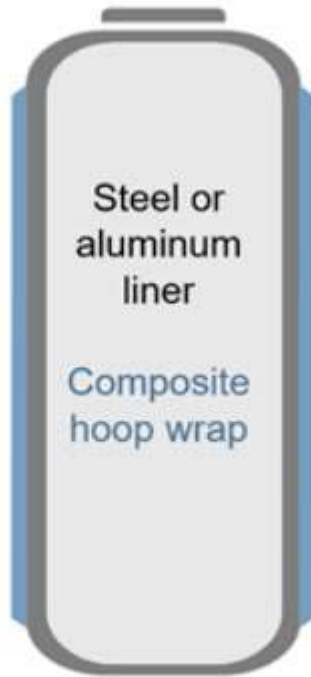 Steel or
aluminum
liner
Composite
hoop wrap